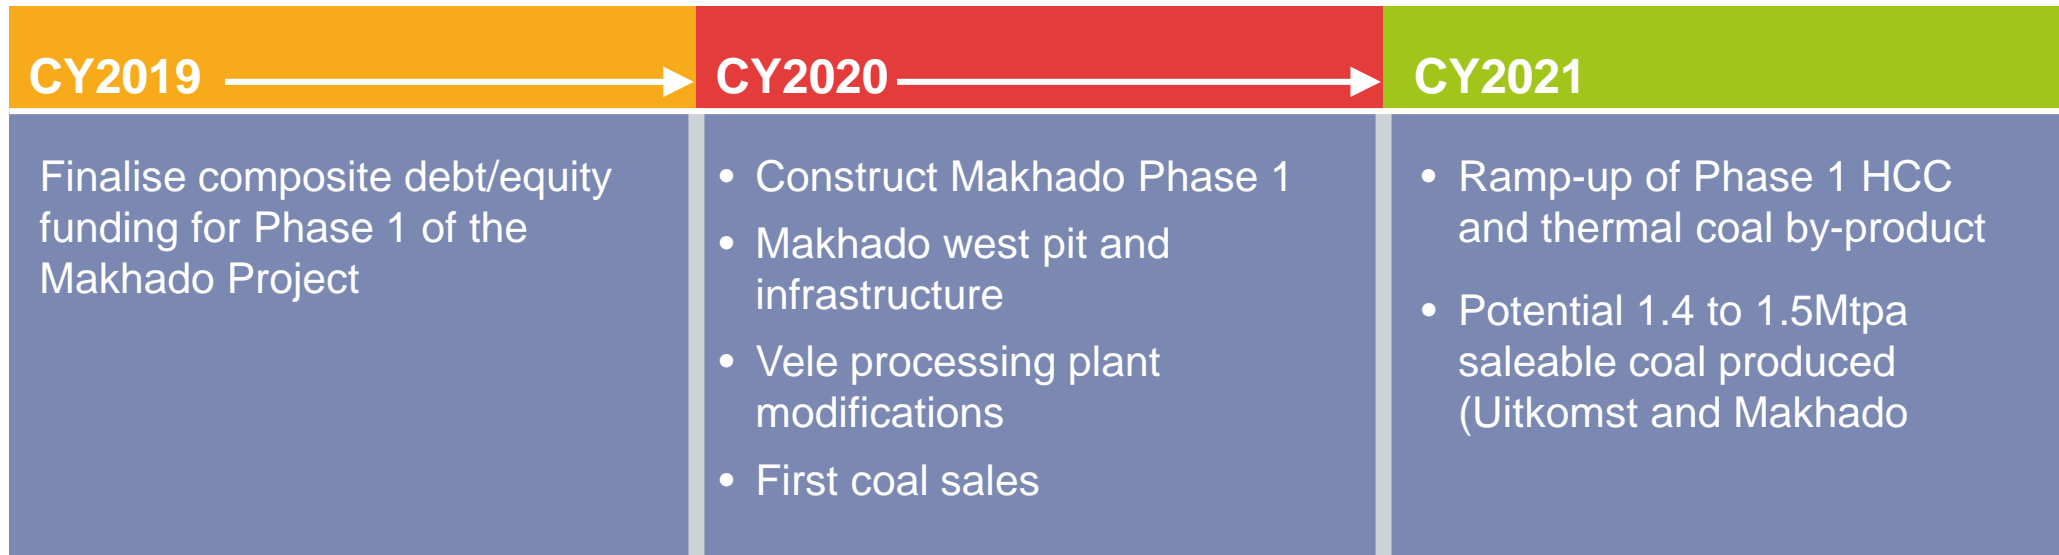 CY2019
Finalise composite debt/equity
funding for Phase 1 of the
Makhado Project
CY2020
• Construct Makhado Phase 1
• Makhado west pit and
infrastructure
• Vele processing plant
modifications
• First coal sales
CY2021
• Ramp-up of Phase 1 HCC
and thermal coal by-product
• Potential 1.4 to 1.5Mtpa
saleable coal produced
(Uitkomst and Makhado